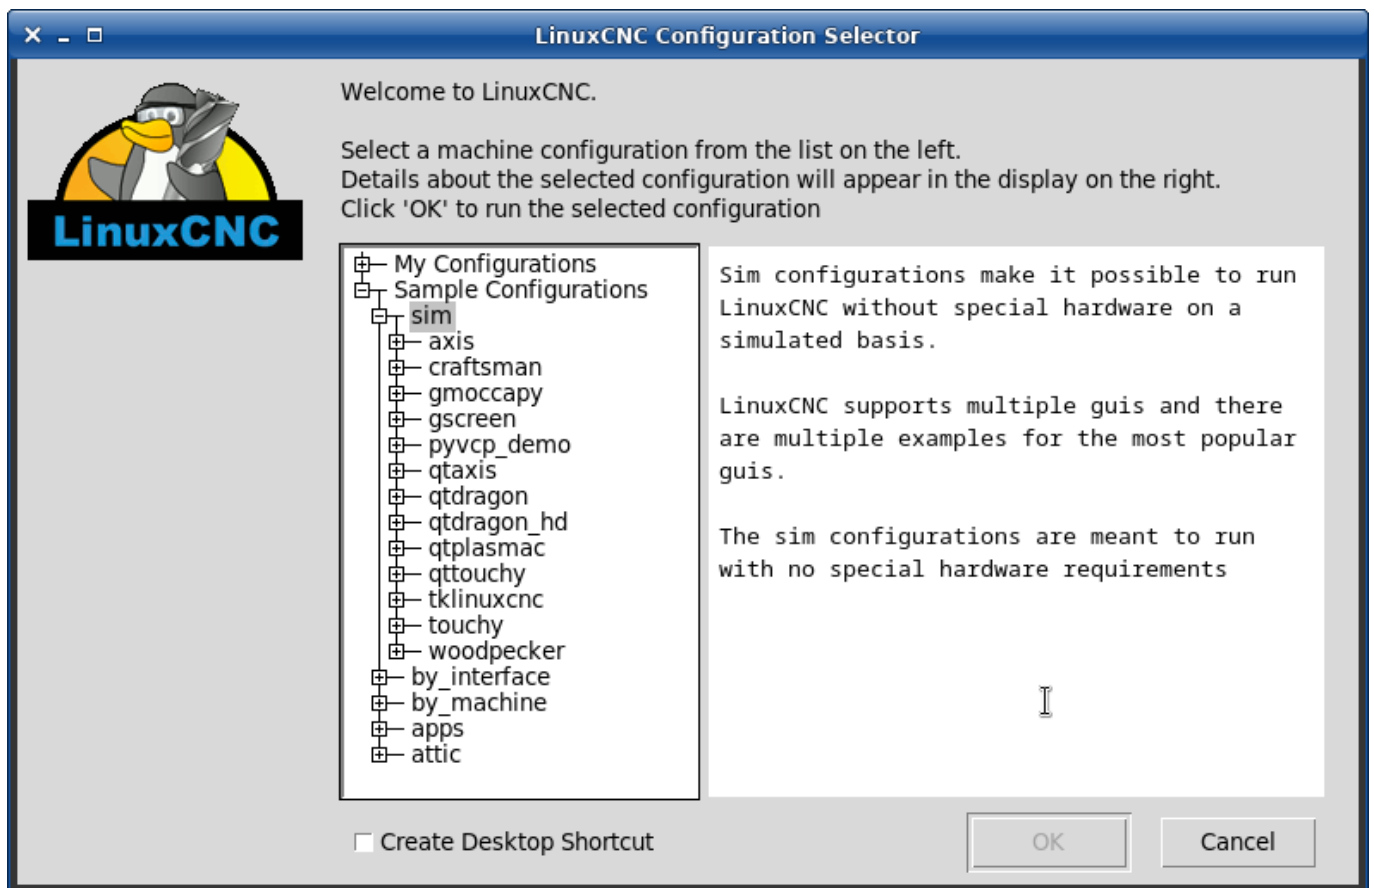 LinuxCNC Configuration Selector
LinuxCNC
Welcome to LinuxCNC.
Select a machine configuration from the list on the left.
Details about the selected configuration will appear in the display on the right.
Click 'OK' to run the selected configuration
My Configurations
Sample Configurations
sim
axis
craftsman
gmoccapy
gscreen
pyvcp_demo
qtaxis
qtdragon
qtdragon_hd
qtplasmac
qttouchy
tklinuxcnc
touchy
woodpecker
by_interface
by_machine
apps
attic
Sim configurations make it possible to run
LinuxCNC without special hardware on a
simulated basis.
LinuxCNC supports multiple guis and there
are multiple examples for the most popular
guis.
The sim configurations are meant to run
with no special hardware requirements
Create Desktop Shortcut
OK
Cancel